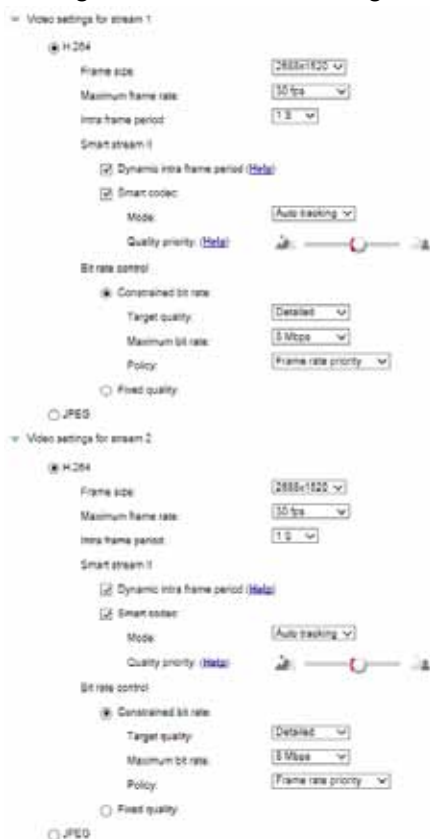 Video settings for stream 1
H.264
Frame size: 2688x1520
Maximum frame rate: 30 fps
Intra frame period: 1 S
Smart stream II
Dynamic intra frame period (Help)
Smart codec:
Mode: Auto tracking
Quality priority: (Help)
Bit rate control
Constrained bit rate:
Target quality: Detailed
Maximum bit rate: Mbps
Policy: Frame rate priority
Fixed quality:
JPEG
Video settings for stream 2
H.264
Frame size: 2688x1520
Maximum frame rate: 30 fps
Intra frame period: 1 S
Smart stream II
Dynamic intra frame period (Help)
Smart codec:
Mode: Auto tracking
Quality priority: (Help)
Bit rate control
Constrained bit rate:
Target quality: Detailed
Maximum bit rate: Mbps
Policy: Frame rate priority
Fixed quality:
JPEG